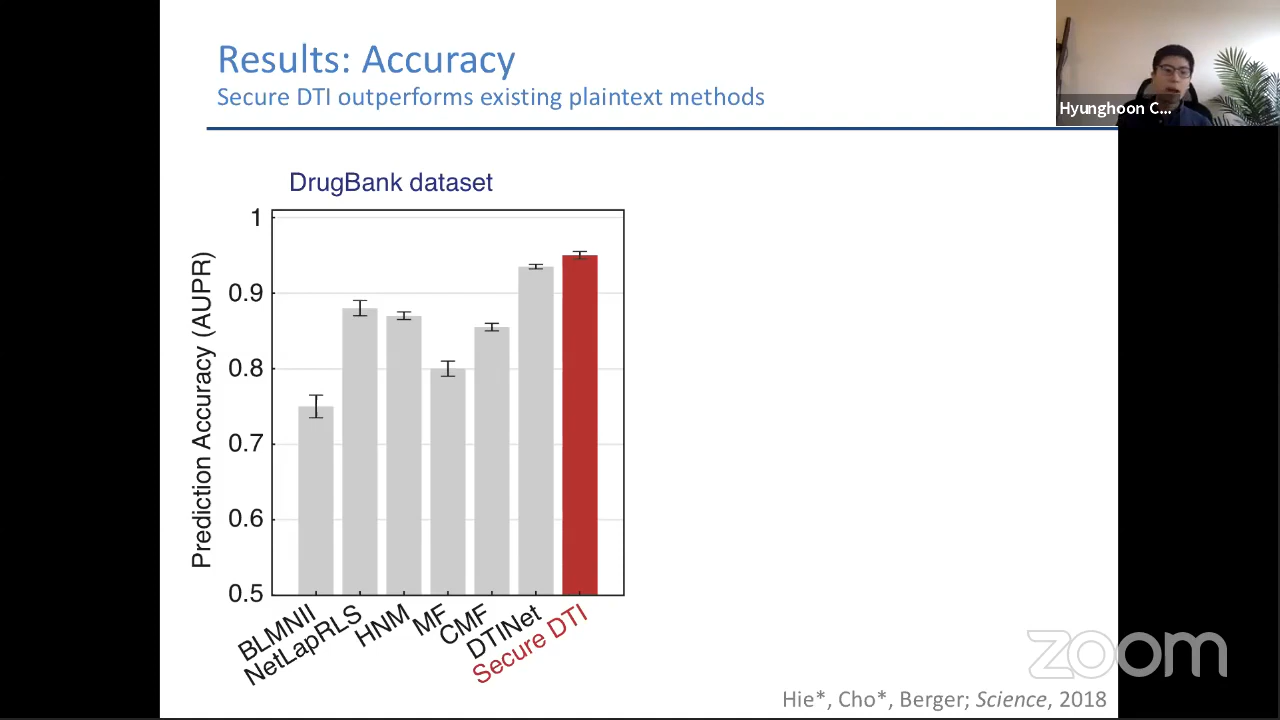 Results: Accuracy
Secure DTI outperforms existing plaintext methods
Hyunghoon C...
DrugBank dataset
Prediction Accuracy (AUPR)
1
0.9
0.8
0.7
0.6
0.5
BLMNII
NetLapRLS
HNM
MF
CMF
DTINet
Secure DTI
zoom
Hie*, Cho*, Berger; Science, 2018